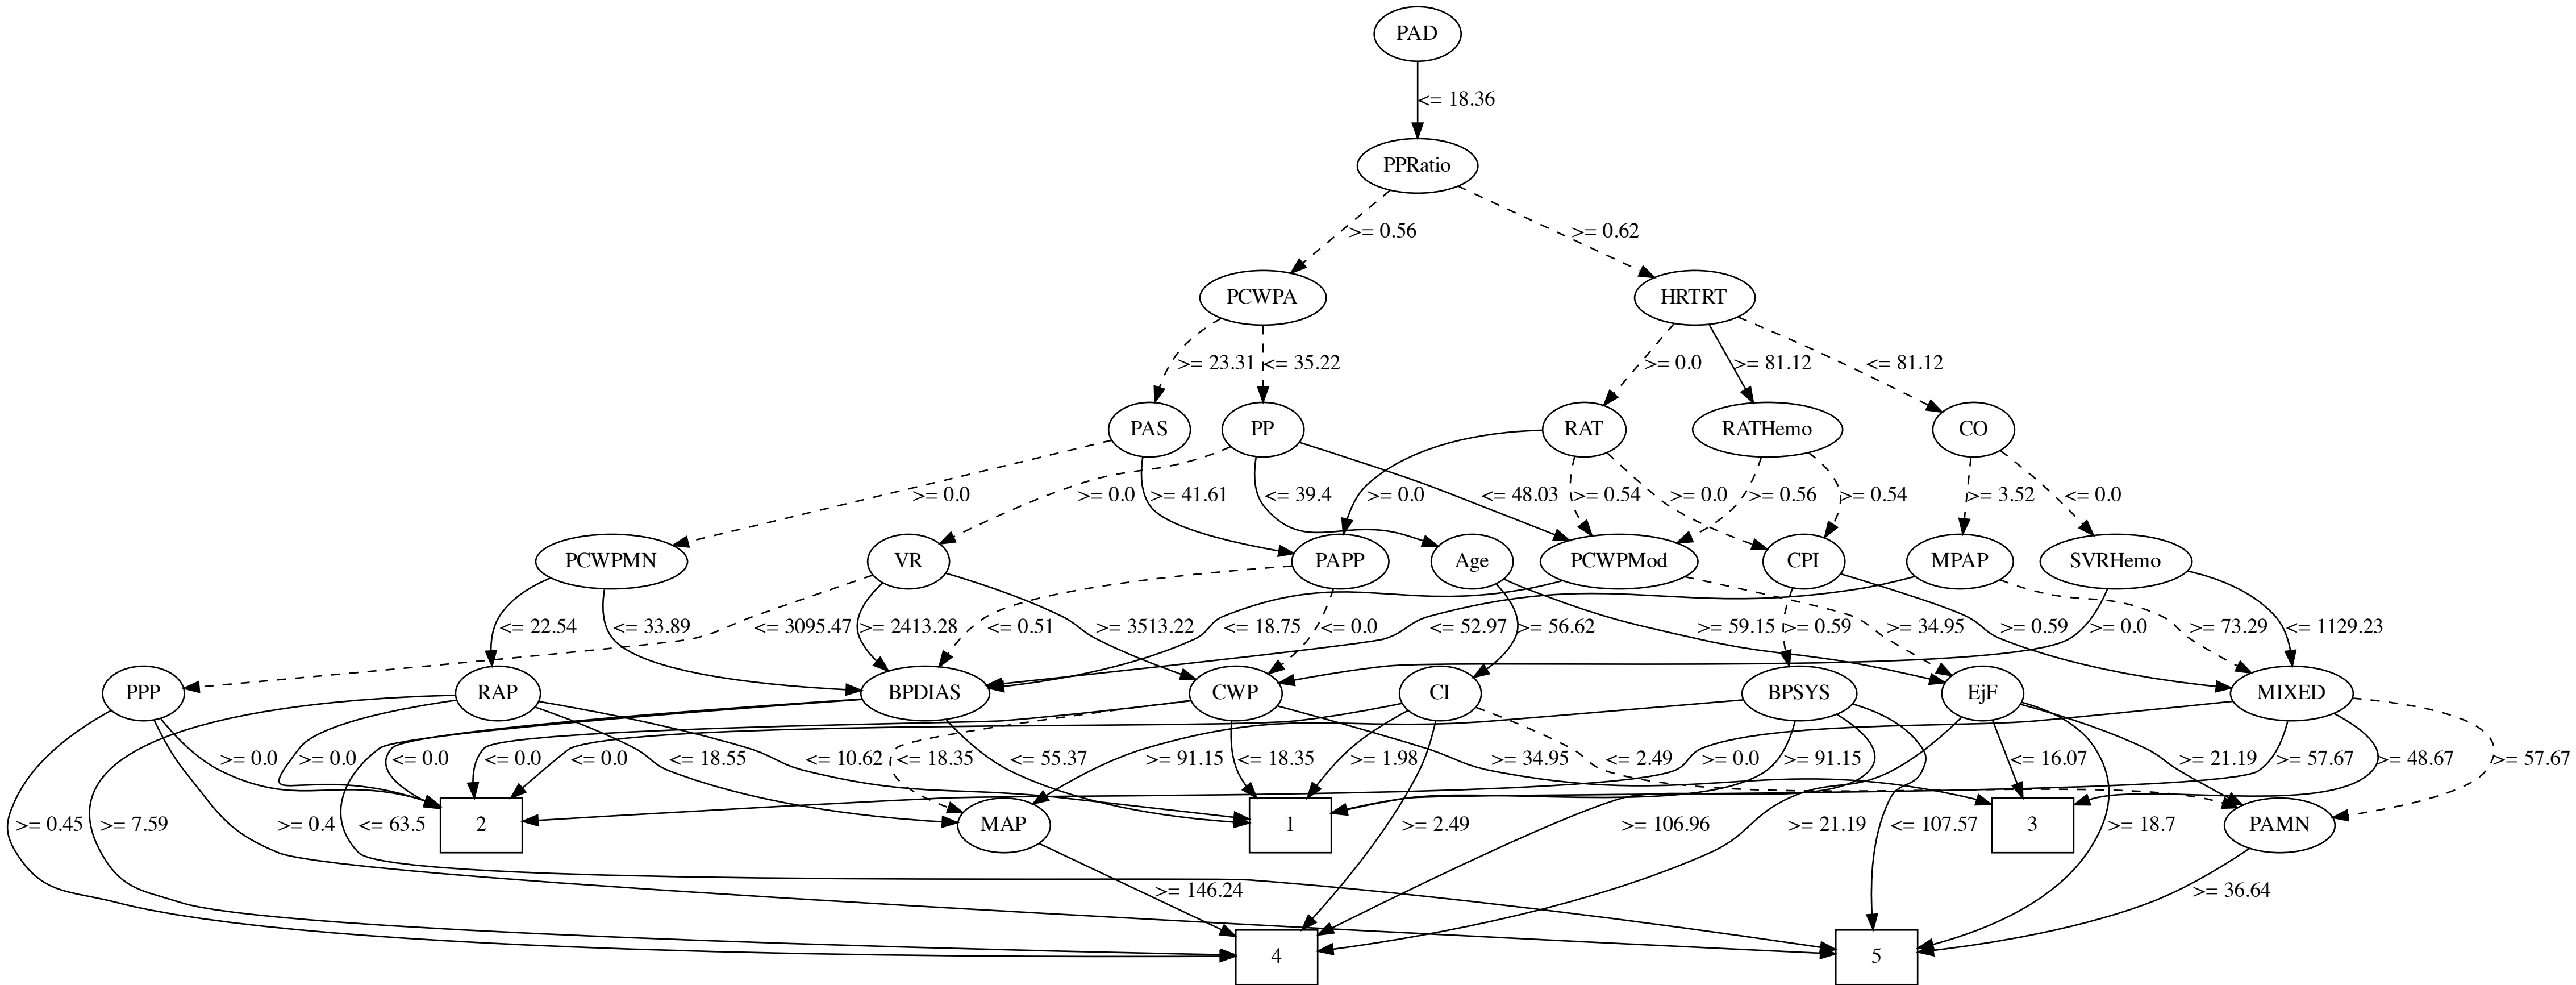 PAD
<= 18.36
PPRatio
>= 0.56
>= 0.62
PCWPA
HRTRT
>= 23.31
<= 35.22
>= 0.0
>= 81.12
<= 81.12
PAS
PP
RAT
RATHemo
CO
>= 0.0
>= 41.61
>= 0.0
<= 39.4
>= 0.0
<= 48.03
>= 0.54
>= 0.0
>= 0.56
>= 0.54
>= 3.52
<= 0.0
PCWPMN
VR
PAPP
Age
PCWPMod
CPI
MPAP
SVRHemo
<= 22.54
<= 33.89
<= 3095.47
>= 2413.28
<= 0.51
>= 3513.22
<= 18.75
<= 0.0
<= 52.97
>= 56.62
>= 59.15
>= 0.59
>= 34.95
>= 0.59
>= 0.0
>= 73.29
<= 1129.23
PPP
RAP
BPDIAS
CWP
CI
BPSYS
EjF
MIXED
>= 0.0
>= 0.0
<= 0.0
<= 0.0
<= 0.0
<= 18.55
<= 10.62
<= 18.35
<= 55.37
>= 91.15
<= 18.35
>= 1.98
>= 34.95
<= 2.49
>= 0.0
>= 91.15
<= 16.07
>= 21.19
>= 57.67
>= 48.67
>= 57.67
>= 0.45
>= 7.59
>= 0.4
<= 63.5
2
MAP
1
>= 2.49
>= 106.96
>= 21.19
<= 107.57
3
>= 18.7
PAMN
>= 146.24
>= 36.64
4
5